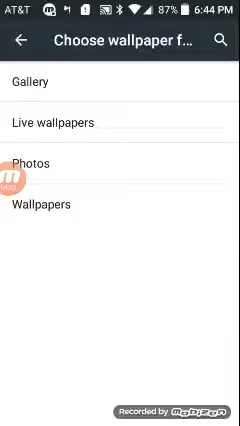 AT&T 87% 6:44 PM
Choose wallpaper f...
Gallery
Live wallpapers
Photos
Wallpapers
Recorded by mobizen